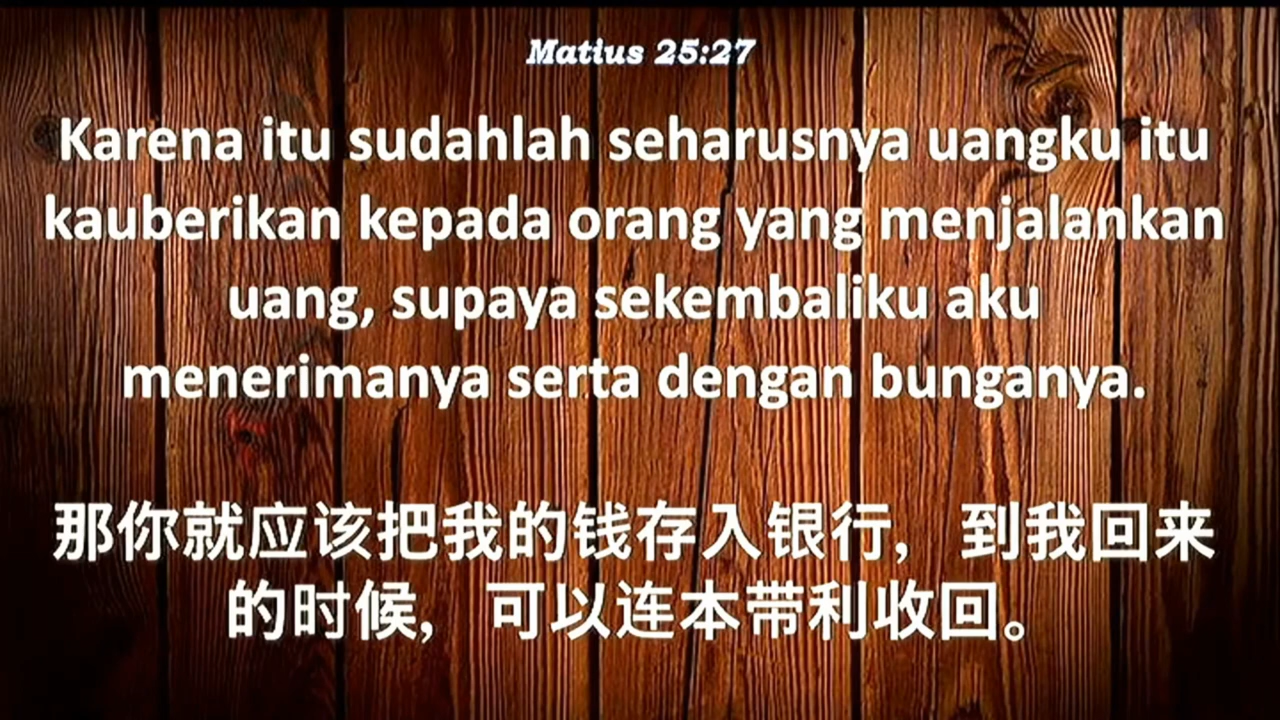 Matius 25:27
Karena itu sudahlah seharusnya uangku itu
kauberikan kepada orang yang menjalankan
uang, supaya sekembaliku aku
menerimanya serta dengan bunganya.
那你就应该把我的钱存入银行， 到我回来
的时候， 可以连本带利收回。